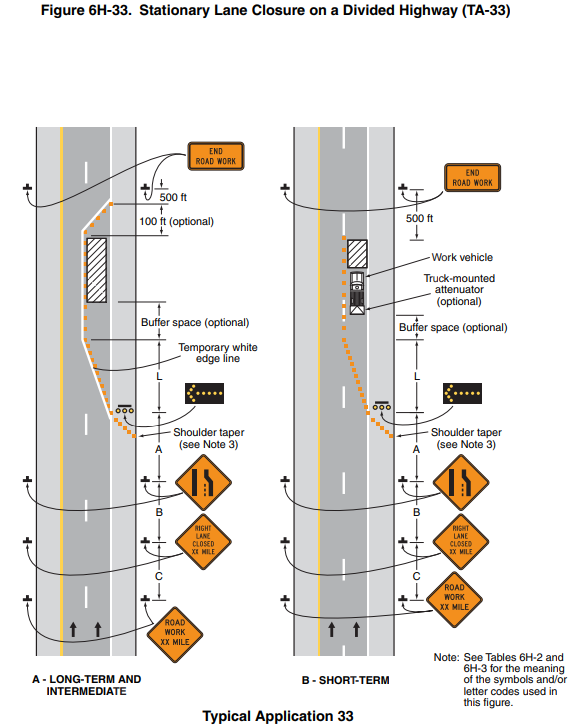 Figure 6H-33. Stationary Lane Closure on a Divided Highway (TA-33)
END
ROAD WORK
500 ft
100 ft (optional)
Buffer space (optional)
Temporary white
edge line
L
Shoulder taper
(see Note 3)
A
B
RIGHT
LANE
CLOSED
XX MILE
C
ROAD
WORK
XX MILE
A - LONG-TERM AND
INTERMEDIATE
END
ROAD WORK
500 ft
Work vehicle
Truck-mounted
attenuator
(optional)
Buffer space (optional)
L
Shoulder taper
(see Note 3)
A
B
RIGHT
LANE
CLOSED
XX MILE
C
ROAD
WORK
XX MILE
B - SHORT-TERM
Note: See Tables 6H-2 and
6H-3 for the meaning
of the symbols and/or
letter codes used in
this figure.
Typical Application 33